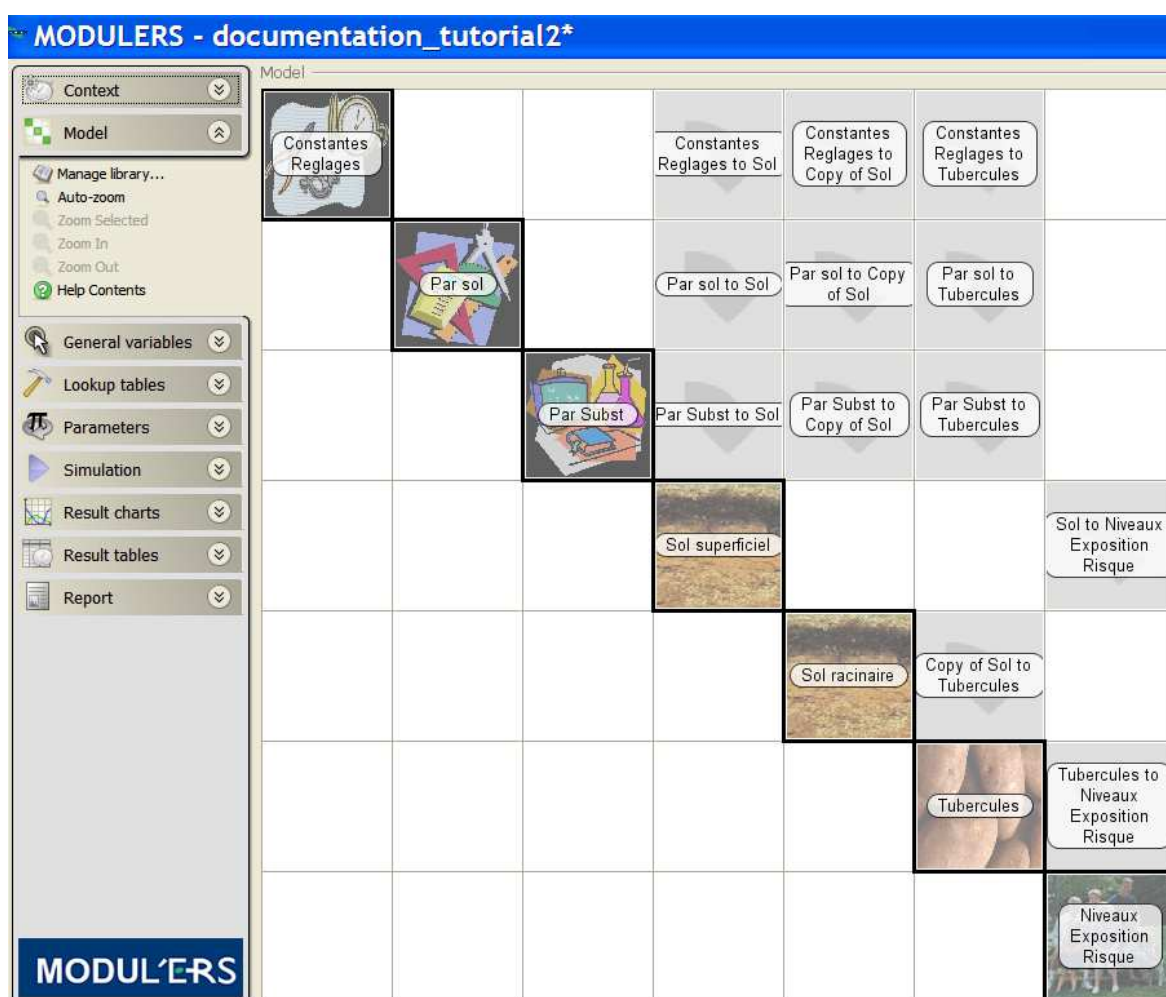 MODULERS - documentation_tutorial2*
Context
Model
Manage library...
Auto-zoom
Zoom Selected
Zoom In
Zoom Out
Help Contents
General variables
Lookup tables
Parameters
Simulation
Result charts
Result tables
Report
MODUL'ERS
Model
Constantes
Reglages
Constantes
Reglages to Sol
Constantes
Reglages to
Copy of Sol
Constantes
Reglages to
Tubercules
Par sol
Par sol to Sol
Par sol to Copy
of Sol
Par sol to
Tubercules
Par Subst
Par Subst to Sol
Par Subst to
Copy of Sol
Par Subst to
Tubercules
Sol superficiel
Sol to Niveaux
Exposition
Risque
Sol racinaire
Copy of Sol to
Tubercules
Tubercules
Tubercules to
Niveaux
Exposition
Risque
Niveaux
Exposition
Risque